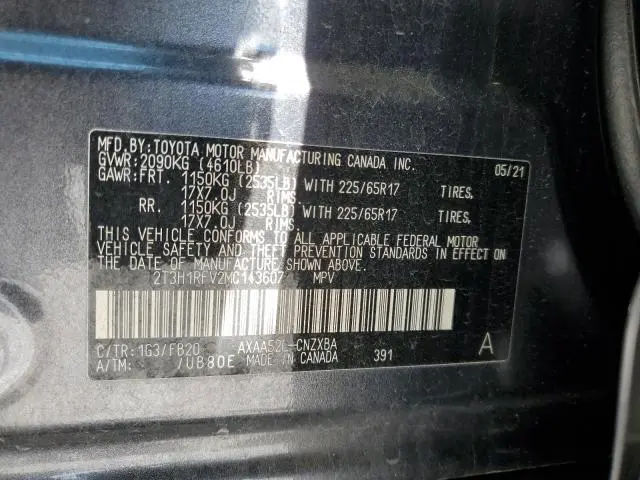 MFD.BY:TOYOTA MOTOR MANUFACTURING CANADA INC.
05/21
GVWR:2090KG (4610LB)
GAWR:FRT. 1150KG (2535LB) WITH 225/65R17 TIRES,
17X7.0J RIMS,
RR. 1150KG (2535LB) WITH 225/65R17 TIRES,
17X7.0J RIMS,
THIS VEHICLE CONFORMS TO ALL APPLICABLE FEDERAL MOTOR
VEHICLE SAFETY AND THEFT PREVENTION STANDARDS IN EFFECT ON
THE DATE OF MANUFACTURE SHOWN ABOVE.
2T3H1RFV2MC143607 MPV
C/TR:1G3/FB20 AXAA52L-CNZXBA
A/TM: /UB80E MADE IN CANADA 391 A